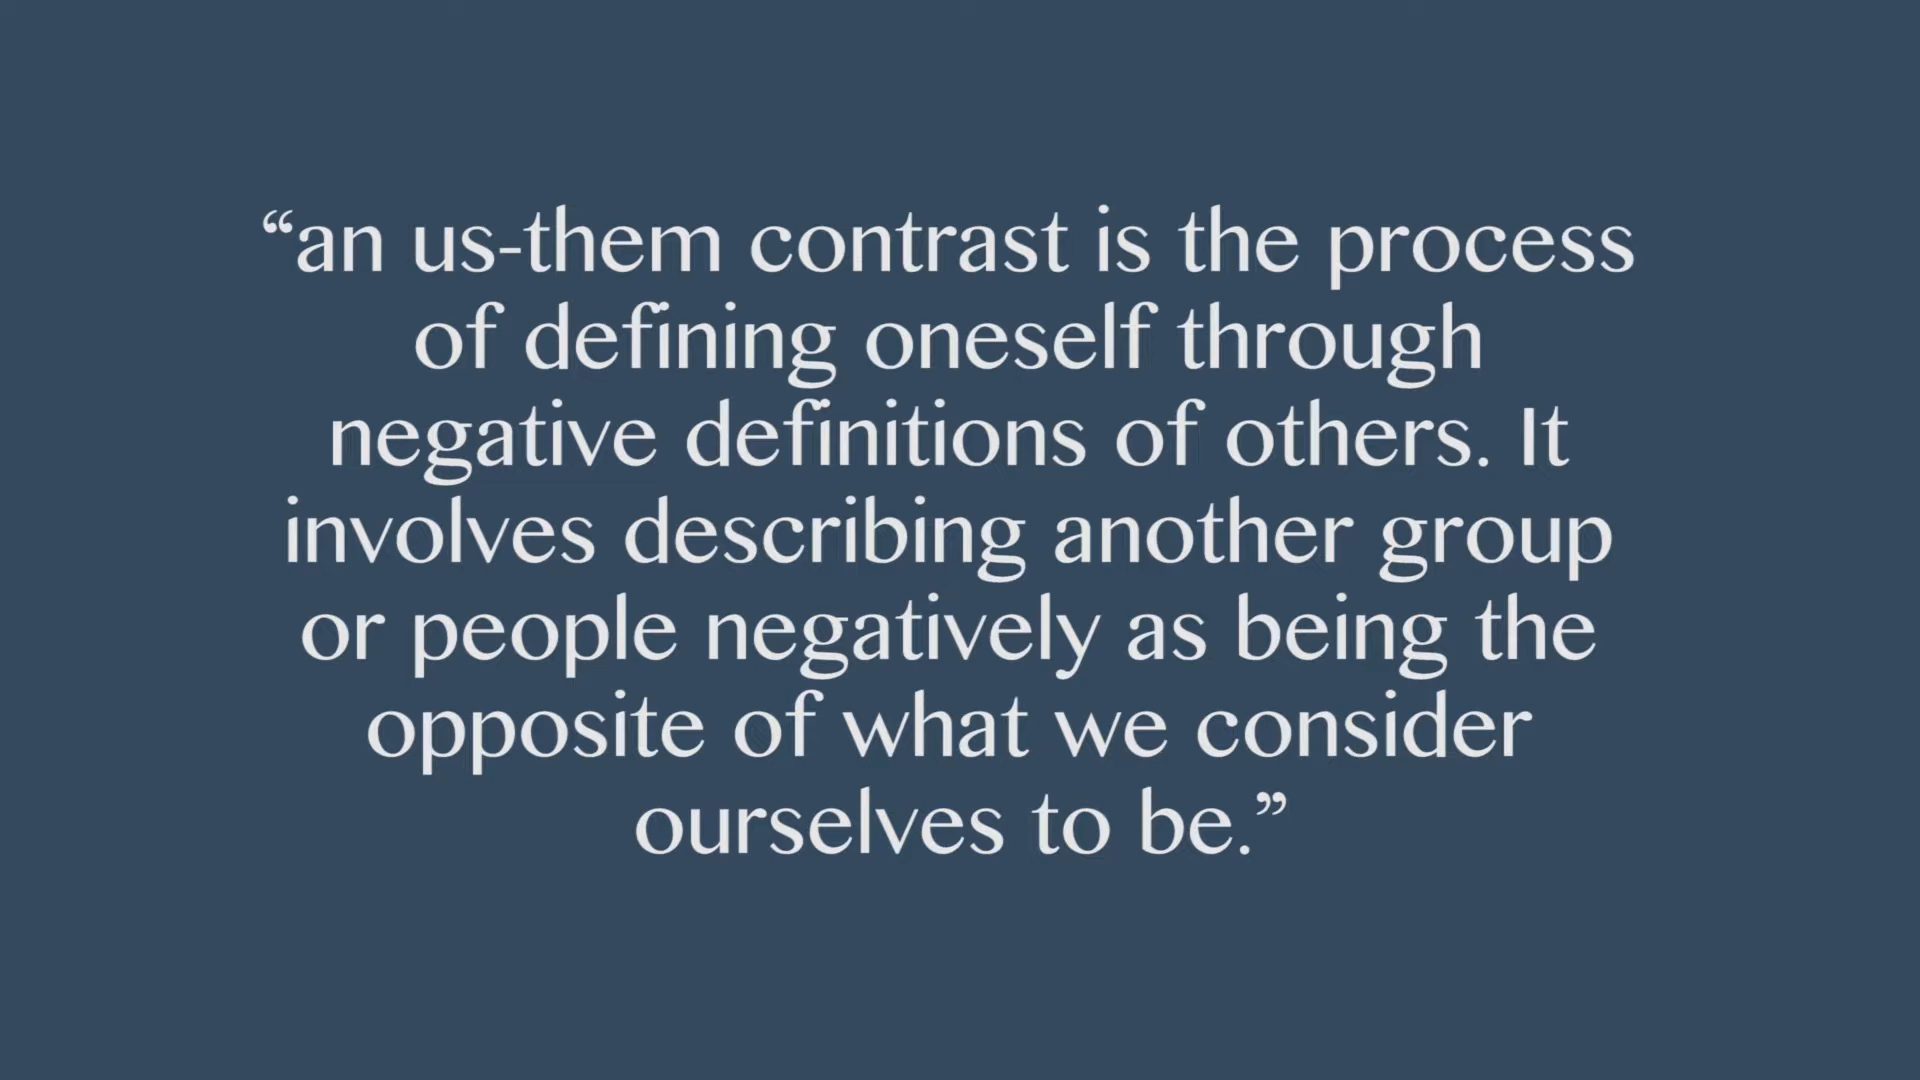 “an us-them contrast is the process
of defining oneself through
negative definitions of others. It
involves describing another group
or people negatively as being the
opposite of what we consider
ourselves to be.”